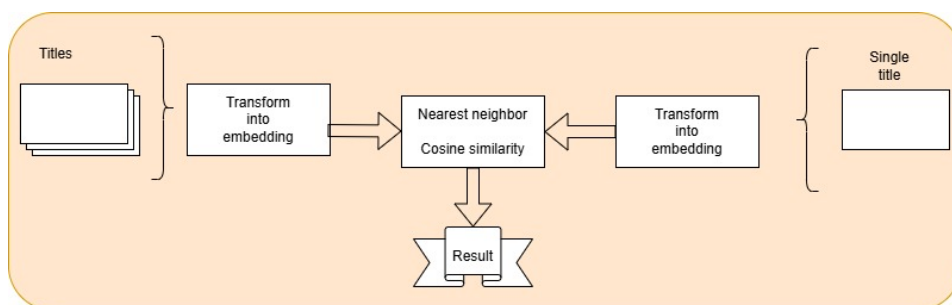 Titles
Transform
into
embedding
Nearest neighbor
Cosine similarity
Transform
into
embedding
Single
title
Result